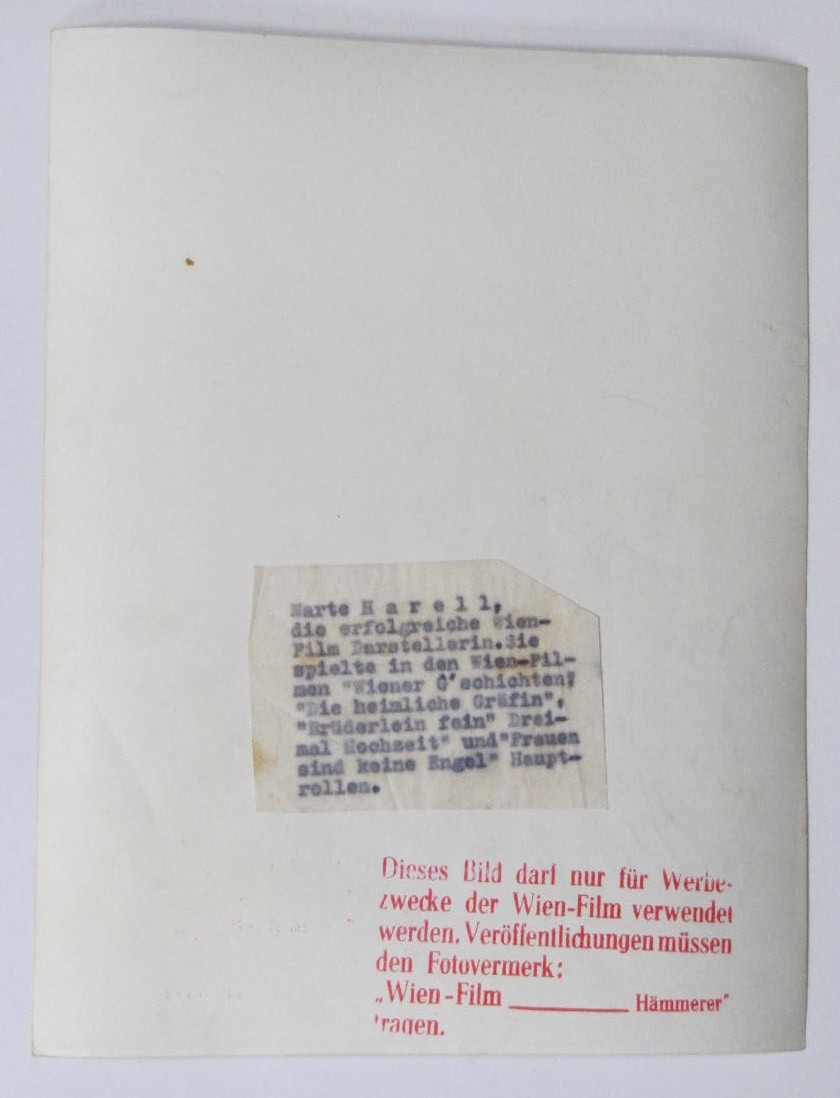 Marte H a r e l l,
die erfolgreiche Wien-
Film Darstellerin.Sie
spielte in den Wien-Fil-
men "Wiener G'schichten",
"Die heimliche Gräfin",
"Brüderlein fein" Drei-
mal Hochzeit" und"Frauen
sind keine Engel" Haupt-
rollen.
Dieses Bild darf nur für Werbe-
zwecke der Wien-Film verwendet
werden. Veröffentlichungen müssen
den Fotovermerk:
„Wien-Film __________ Hämmerer"
tragen.